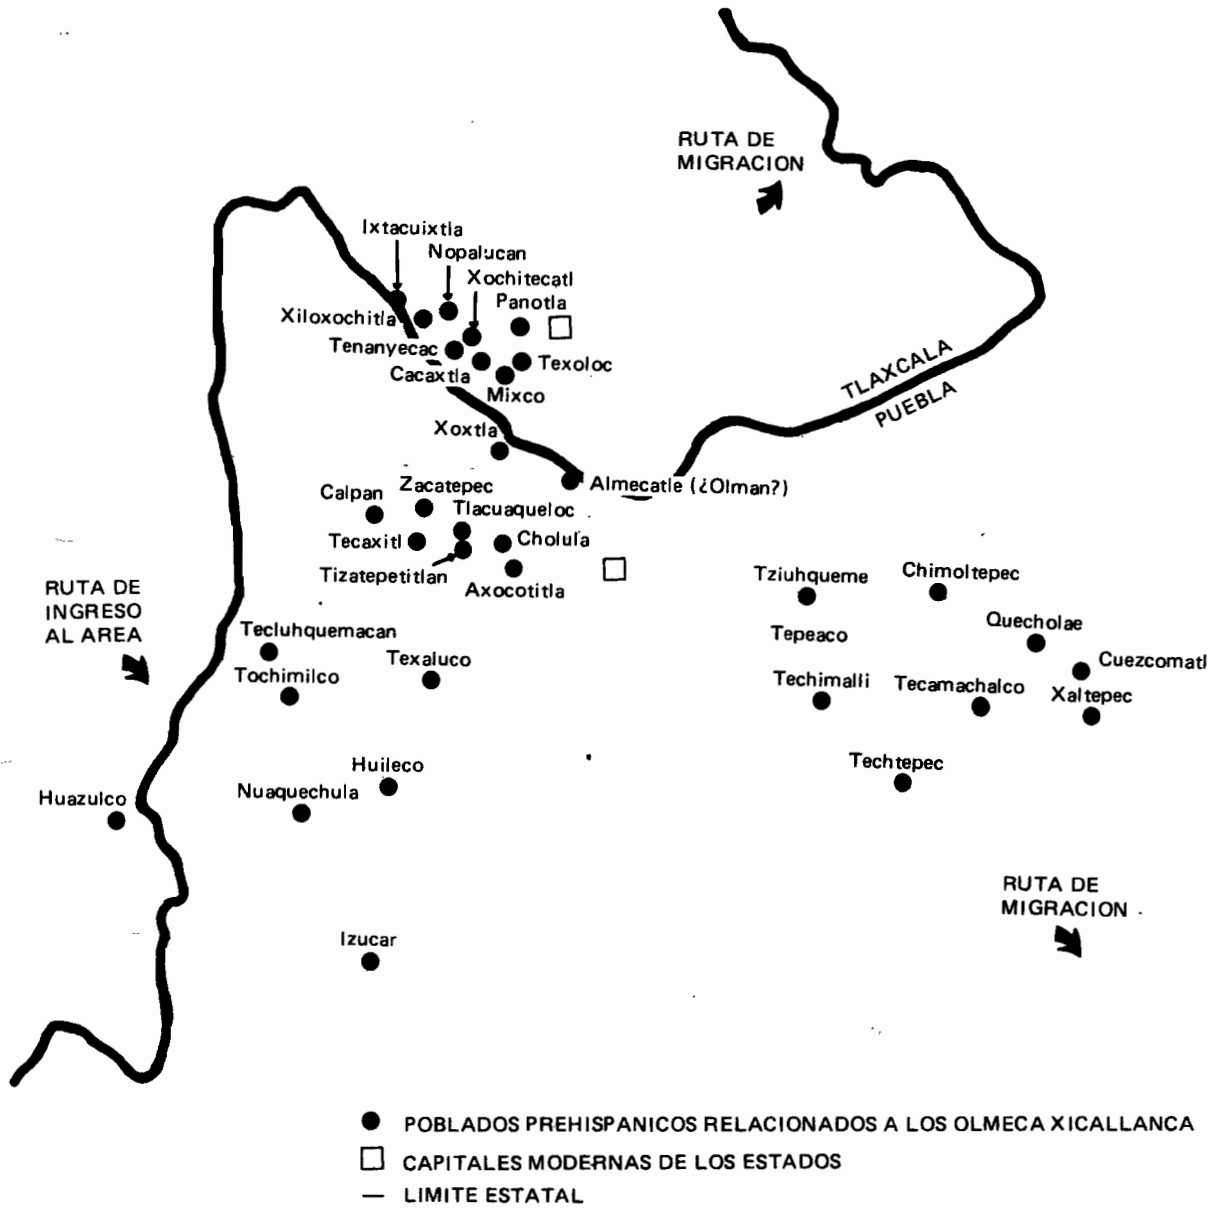 RUTA DE
MIGRACION
Ixtacuixtla
Nopalucan
Xochitecatl
Panotla
Xiloxochitla
Tenanyecac
Texoloc
Cacaxtla
Mixco
TLAXCALA
PUEBLA
Xoxtla
Almecatle (¿Olman?)
Zacatepec
Calpan
Tlacuaqueloc
Tecaxitl
Cholula
Tizatepetitlan
Axocotitla
RUTA DE
INGRESO
AL AREA
Tziuhqueme
Chimoltepec
Quecholae
Tepeaco
Cuezcomatl
Tecluhquemacan
Texaluco
Tochimilco
Techimalli
Tecamachalco
Xaltepec
Huileco
Techtepec
Huazulco
Nuaquechula
RUTA DE
MIGRACION
Izucar
POBLADOS PREHISPANICOS RELACIONADOS A LOS OLMECA XICALLANCA
CAPITALES MODERNAS DE LOS ESTADOS
LIMITE ESTATAL